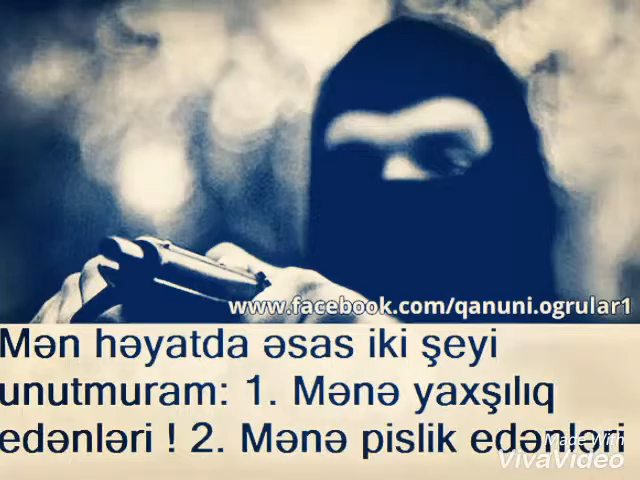 www.facebook.com/qanuni.ogrular1
Mən həyatda əsas iki şeyi
unutmuram: 1. Mənə yaxşılıq
edənləri ! 2. Mənə pislik edənləri
Made With
VivaVideo